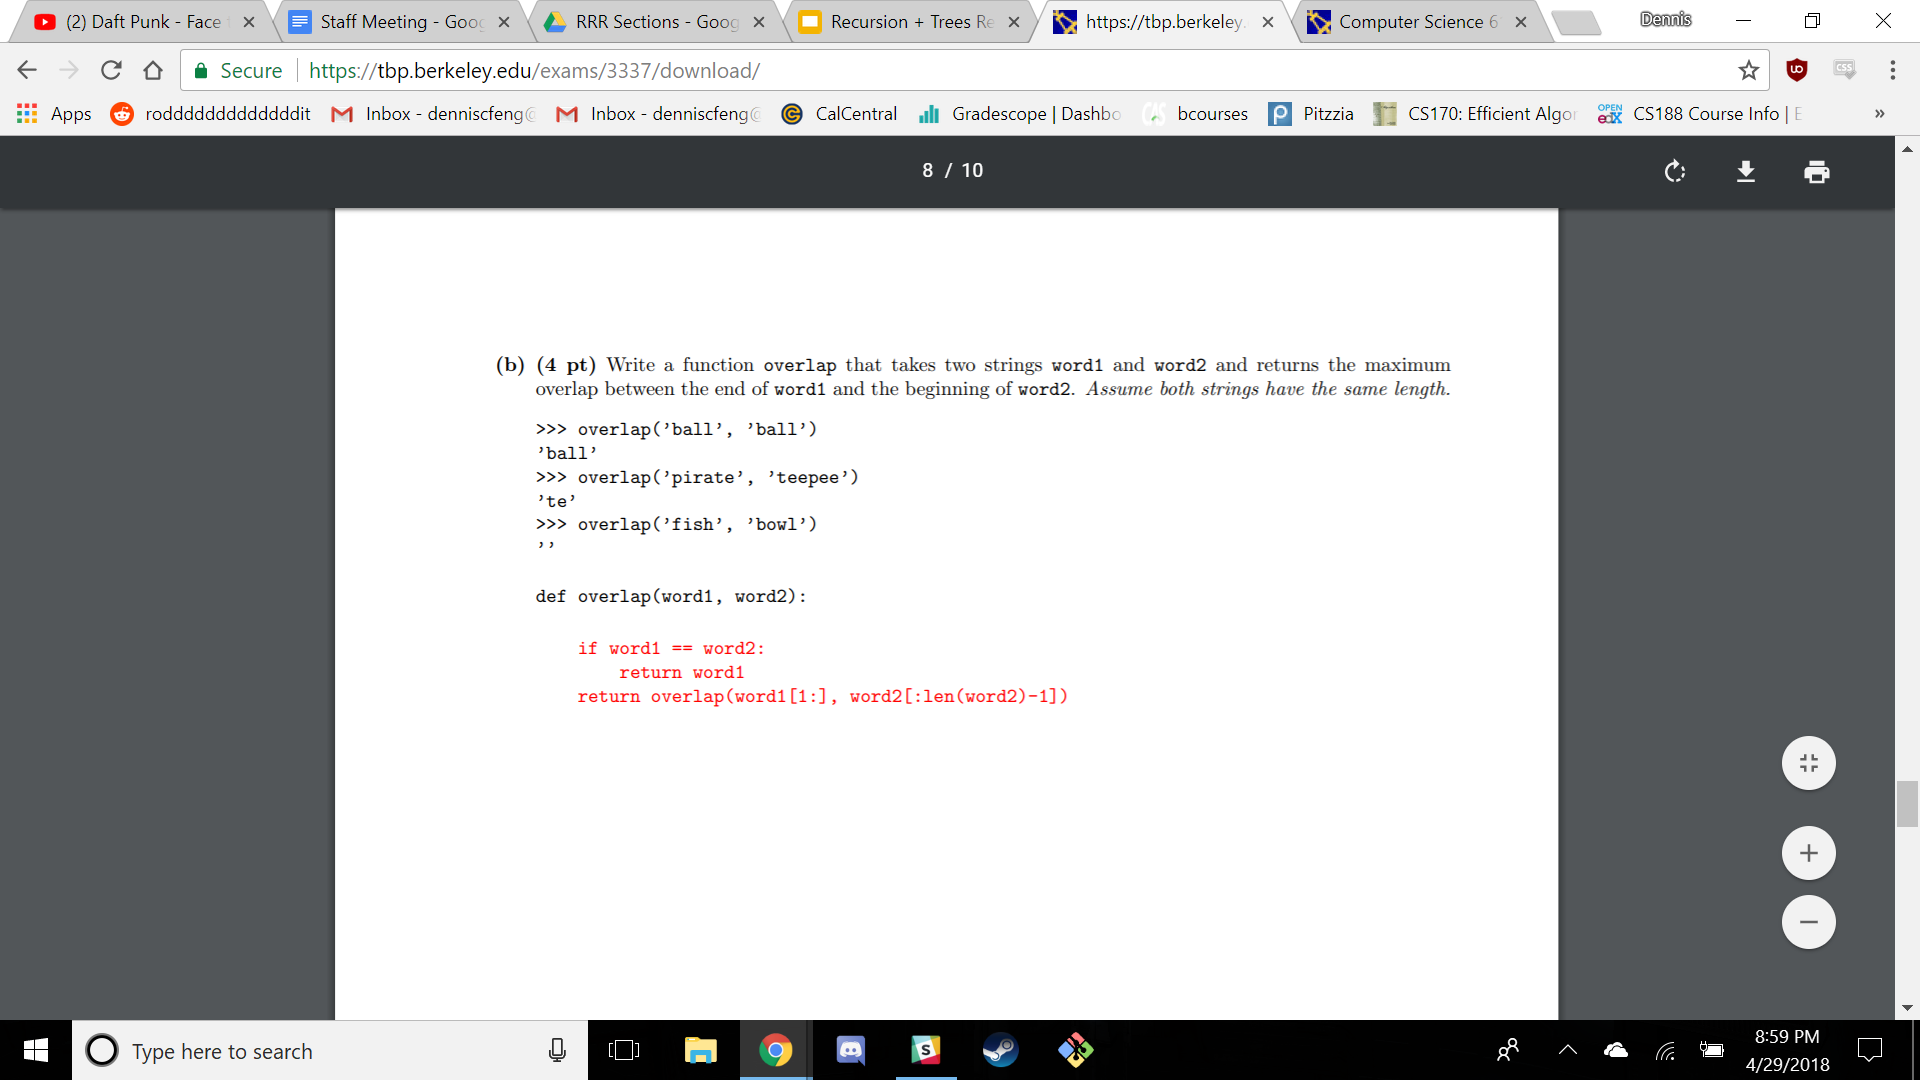 (2) Daft Punk - Face
Staff Meeting - Goog
RRR Sections - Goog
Recursion + Trees Re
https://tbp.berkeley.
Computer Science 6
Dennis
Secure
https://tbp.berkeley.edu/exams/3337/download/
Apps
rodddddddddddddit
Inbox - denniscfeng@
Inbox - denniscfeng@
CalCentral
Gradescope | Dashbo
bcourses
Pitzzia
CS170: Efficient Algor
CS188 Course Info | E
»
8 / 10
(b) (4 pt) Write a function overlap that takes two strings word1 and word2 and returns the maximum
overlap between the end of word1 and the beginning of word2. Assume both strings have the same length.
>>> overlap(’ball’, ’ball’)
’ball’
>>> overlap(’pirate’, ’teepee’)
’te’
>>> overlap(’fish’, ’bowl’)
’’
def overlap(word1, word2):
if word1 == word2:
return word1
return overlap(word1[1:], word2[:len(word2)-1])
Type here to search
8:59 PM
4/29/2018